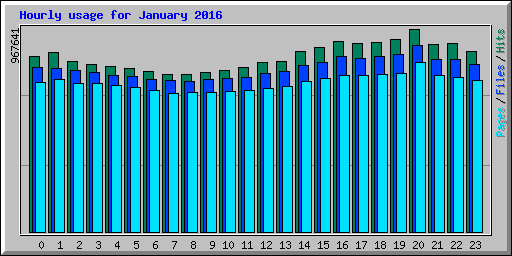 Hourly usage for January 2016
967641
Pages/Files/Hits
0 1 2 3 4 5 6 7 8 9 10 11 12 13 14 15 16 17 18 19 20 21 22 23